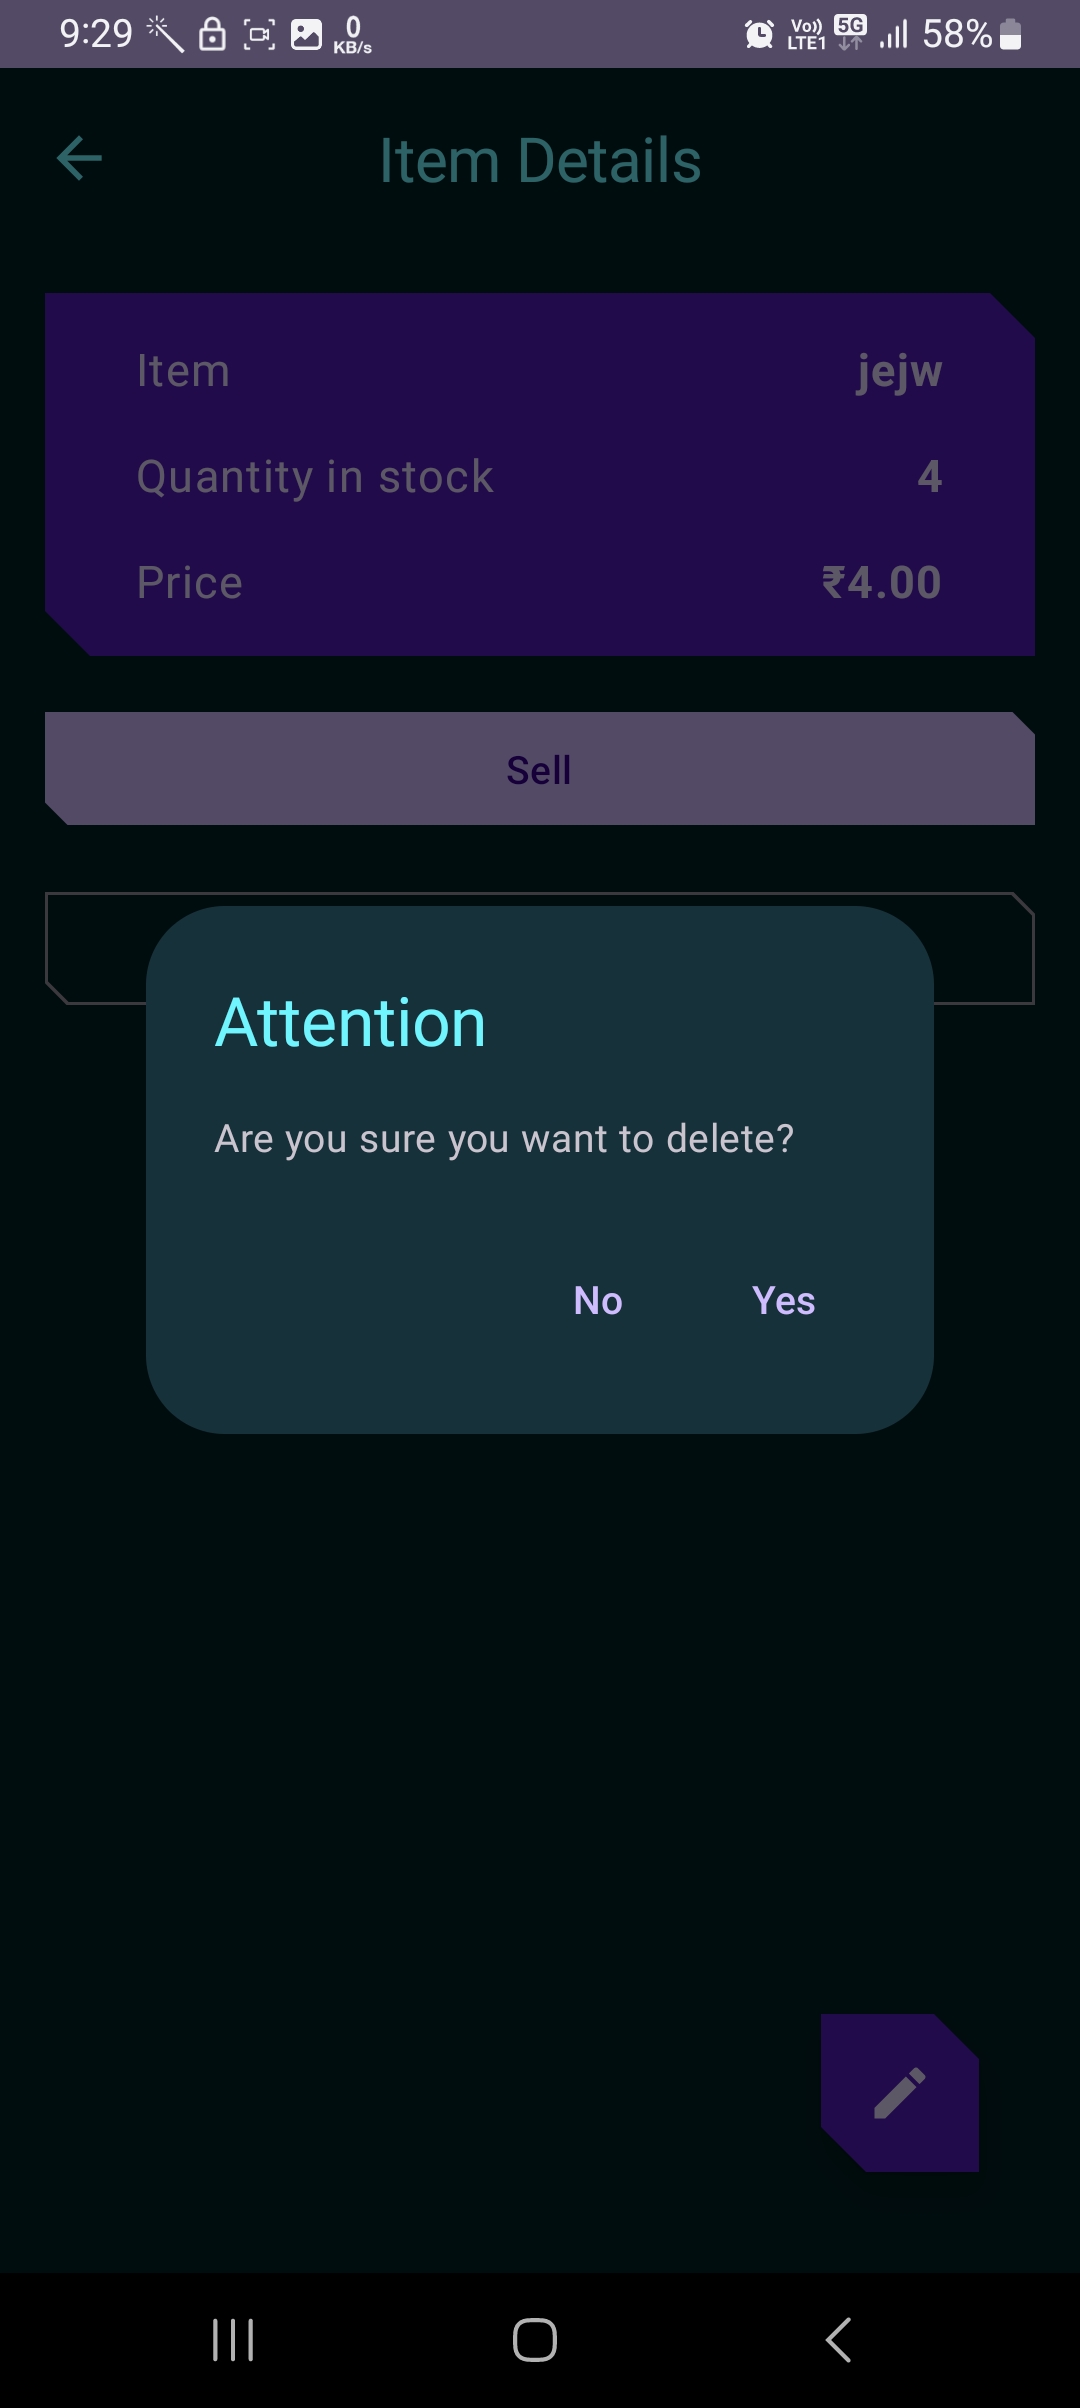 9:29 0 KB/s Vo)) LTE1 5G 58%
Item Details
Item jejw
Quantity in stock 4
Price ₹4.00
Sell
Attention
Are you sure you want to delete?
No Yes